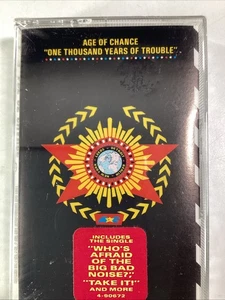 AGE OF CHANCE
"ONE THOUSAND YEARS OF TROUBLE"
INCLUDES
THE SINGLE
"WHO'S
AFRAID
OF THE
BIG BAD
NOISE?,"
"TAKE IT!"
AND MORE
4-90672